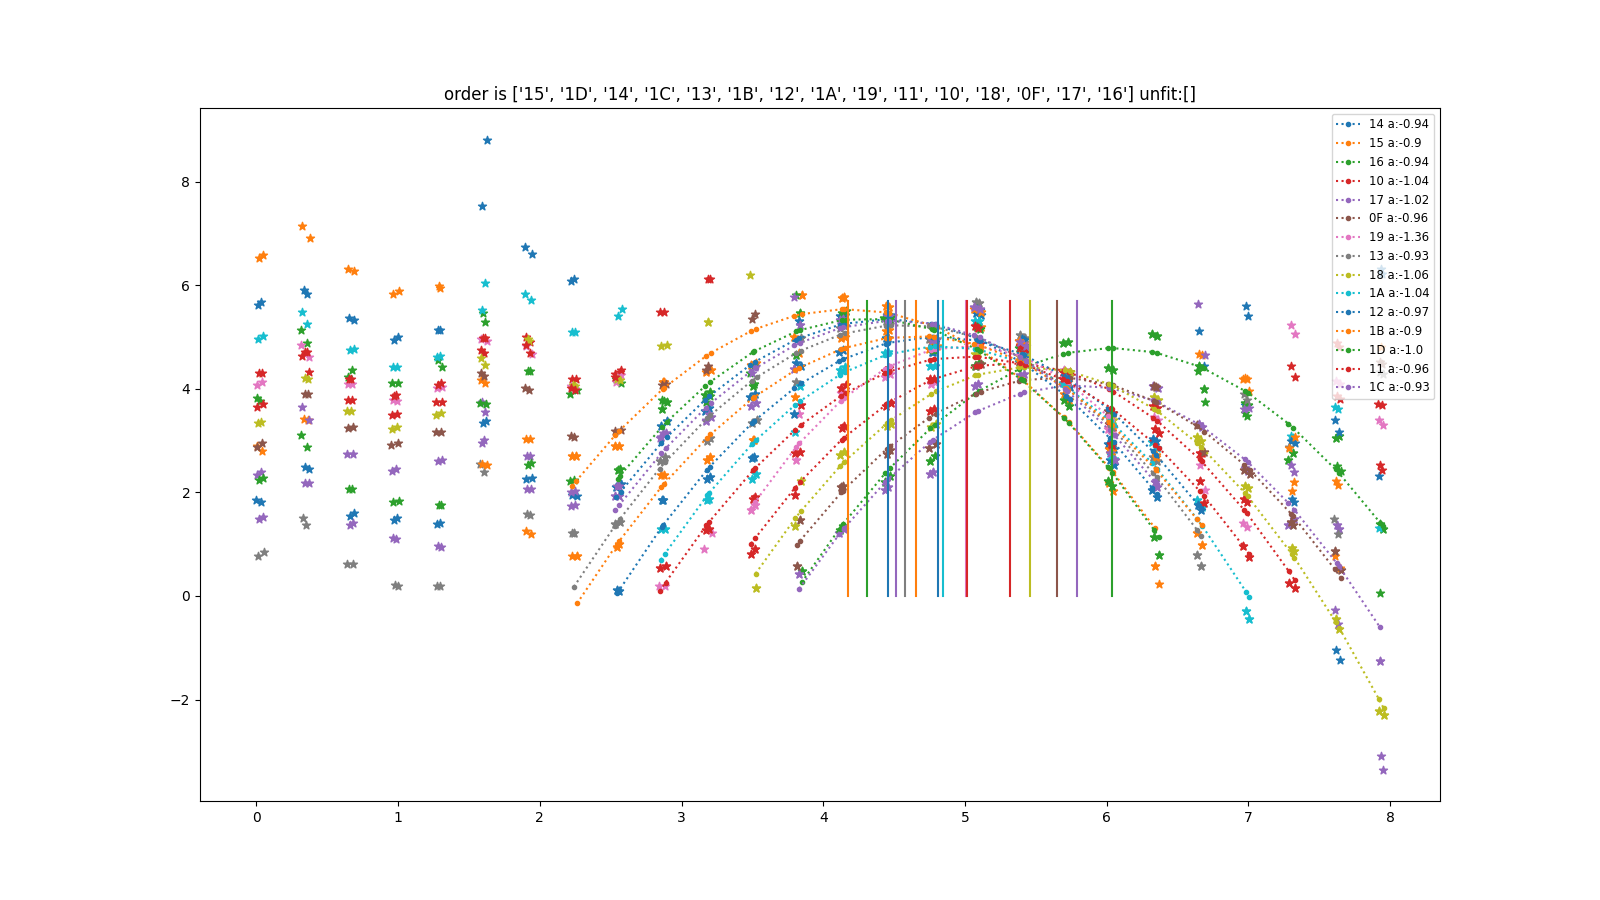 order is ['15', '1D', '14', '1C', '13', '1B', '12', '1A', '19', '11', '10', '18', '0F', '17', '16'] unfit:[]
14 a:-0.94
15 a:-0.9
16 a:-0.94
10 a:-1.04
17 a:-1.02
0F a:-0.96
19 a:-1.36
13 a:-0.93
18 a:-1.06
1A a:-1.04
12 a:-0.97
1B a:-0.9
1D a:-1.0
11 a:-0.96
1C a:-0.93
8
6
4
2
0
−2
0 1 2 3 4 5 6 7 8